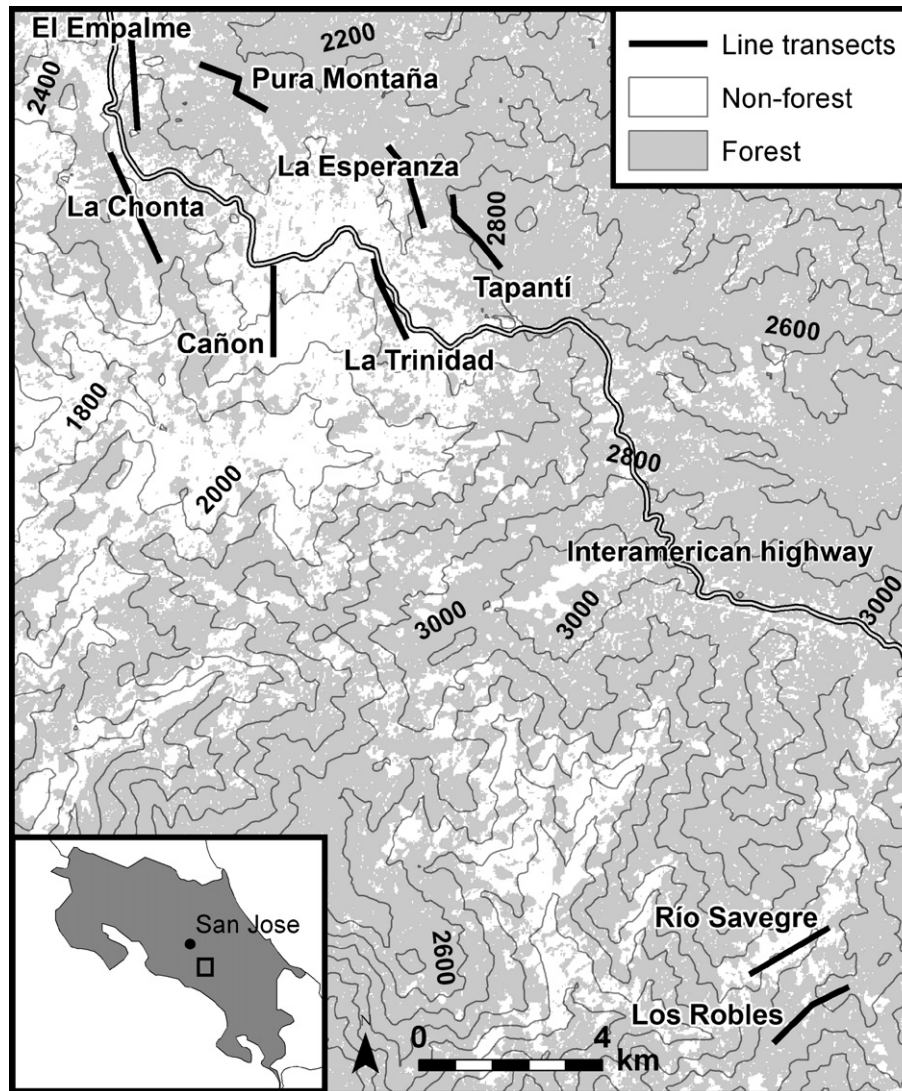 El Empalme
2200
2400
Pura Montaña
Line transects
Non-forest
Forest
La Esperanza
La Chonta
2800
Tapantí
Cañon
La Trinidad
2600
1800
2800
2000
Interamerican highway
3000
3000
3000
San Jose
2600
Río Savegre
Los Robles
0 4
km